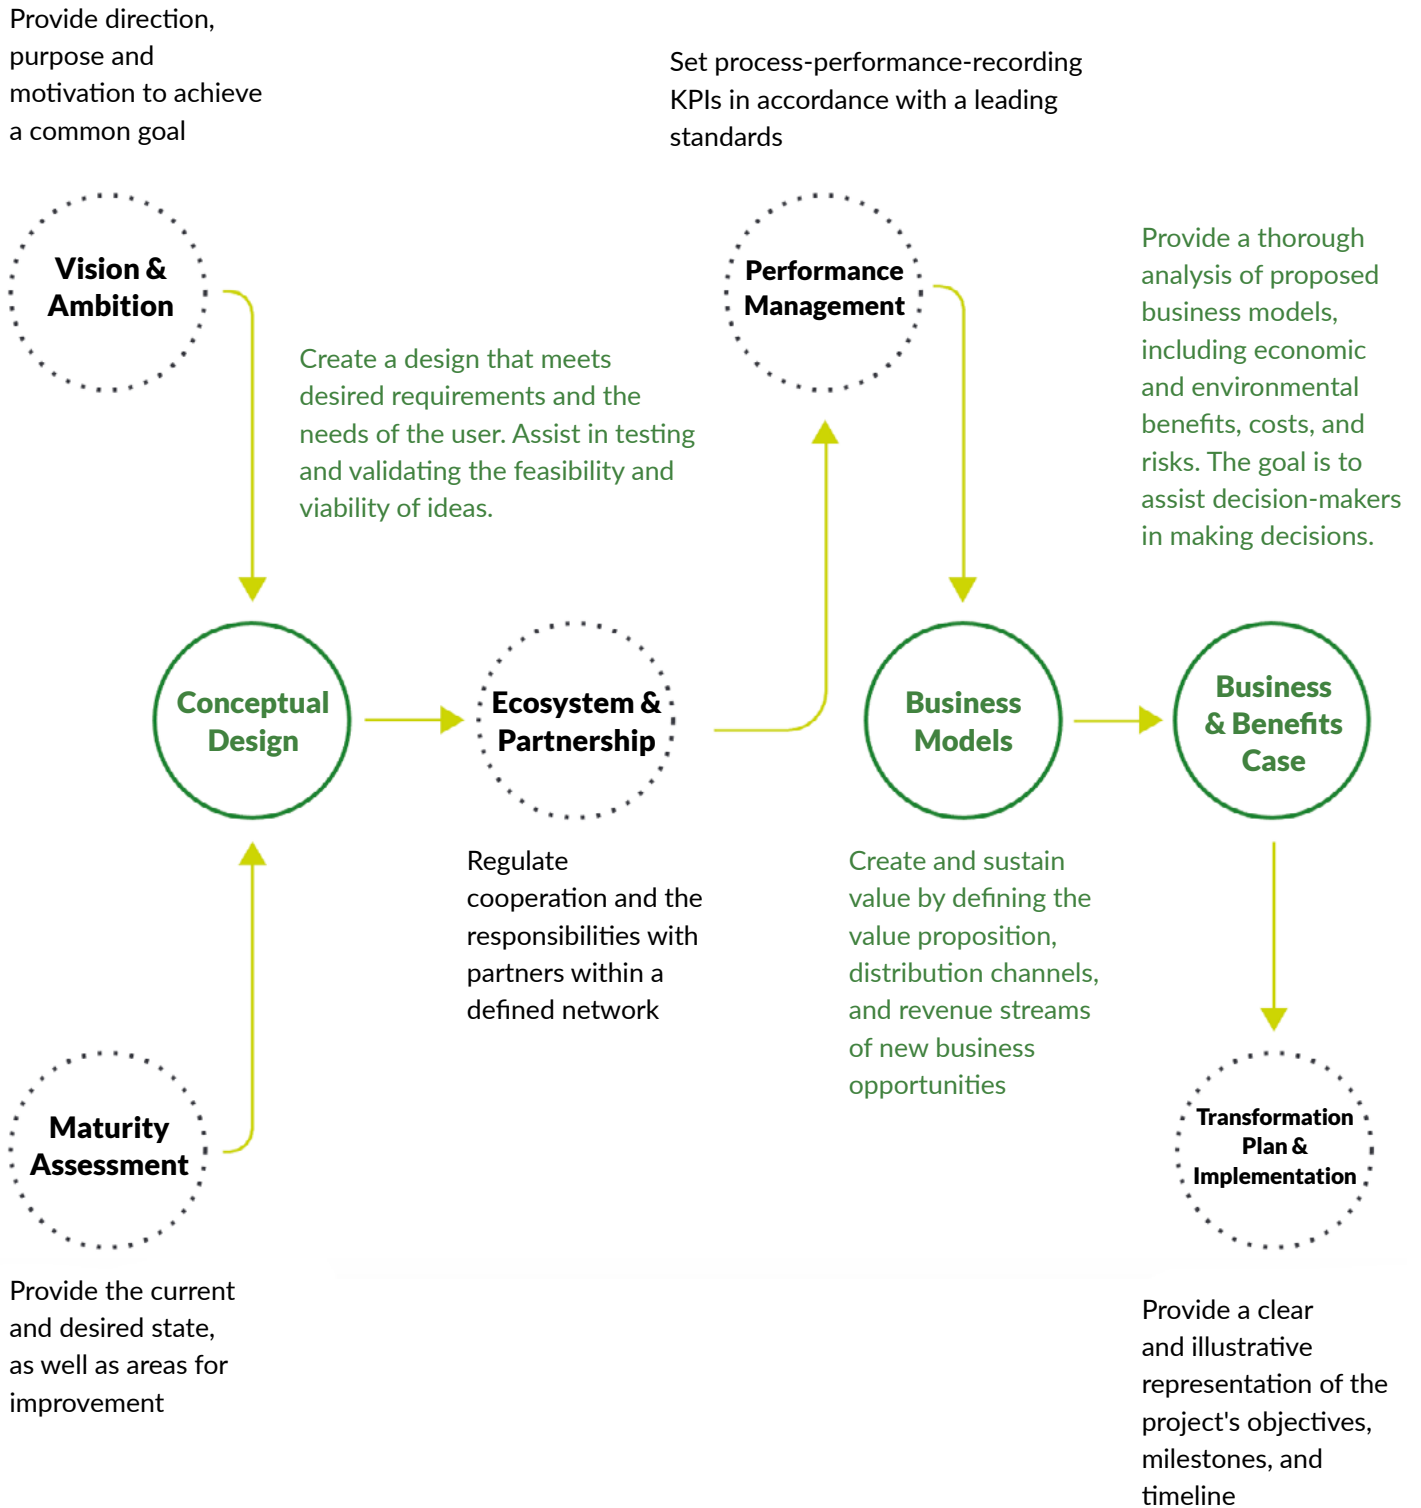 Provide direction,
purpose and
motivation to achieve
a common goal
Set process-performance-recording
KPIs in accordance with a leading
standards
Vision &
Ambition
Performance
Management
Provide a thorough
analysis of proposed
business models,
including economic
and environmental
benefits, costs, and
risks. The goal is to
assist decision-makers
in making decisions.
Create a design that meets
desired requirements and the
needs of the user. Assist in testing
and validating the feasibility and
viability of ideas.
Conceptual
Design
Ecosystem &
Partnership
Business
Models
Business
& Benefits
Case
Regulate
cooperation and the
responsibilities with
partners within a
defined network
Create and sustain
value by defining the
value proposition,
distribution channels,
and revenue streams
of new business
opportunities
Maturity
Assessment
Transformation
Plan &
Implementation
Provide the current
and desired state,
as well as areas for
improvement
Provide a clear
and illustrative
representation of the
project's objectives,
milestones, and
timeline